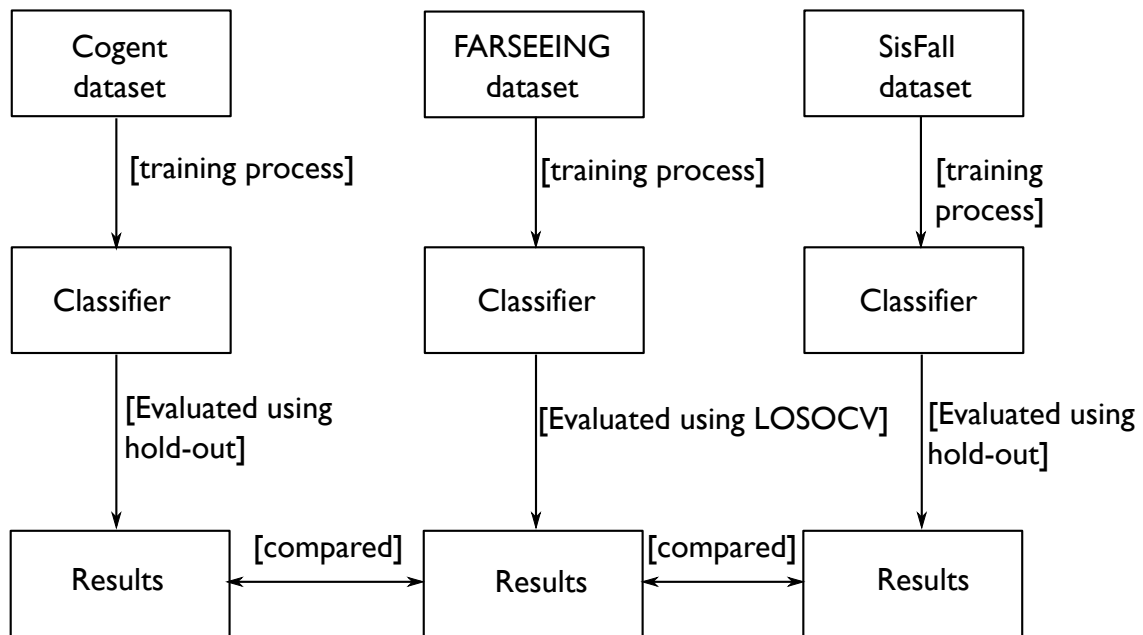 Cogent
dataset
FARSEEING
dataset
SisFall
dataset
[training process]
[training process]
[training
process]
Classifier
Classifier
Classifier
[Evaluated using
hold-out]
[Evaluated using LOSOCV]
[Evaluated using
hold-out]
Results
[compared]
Results
[compared]
Results